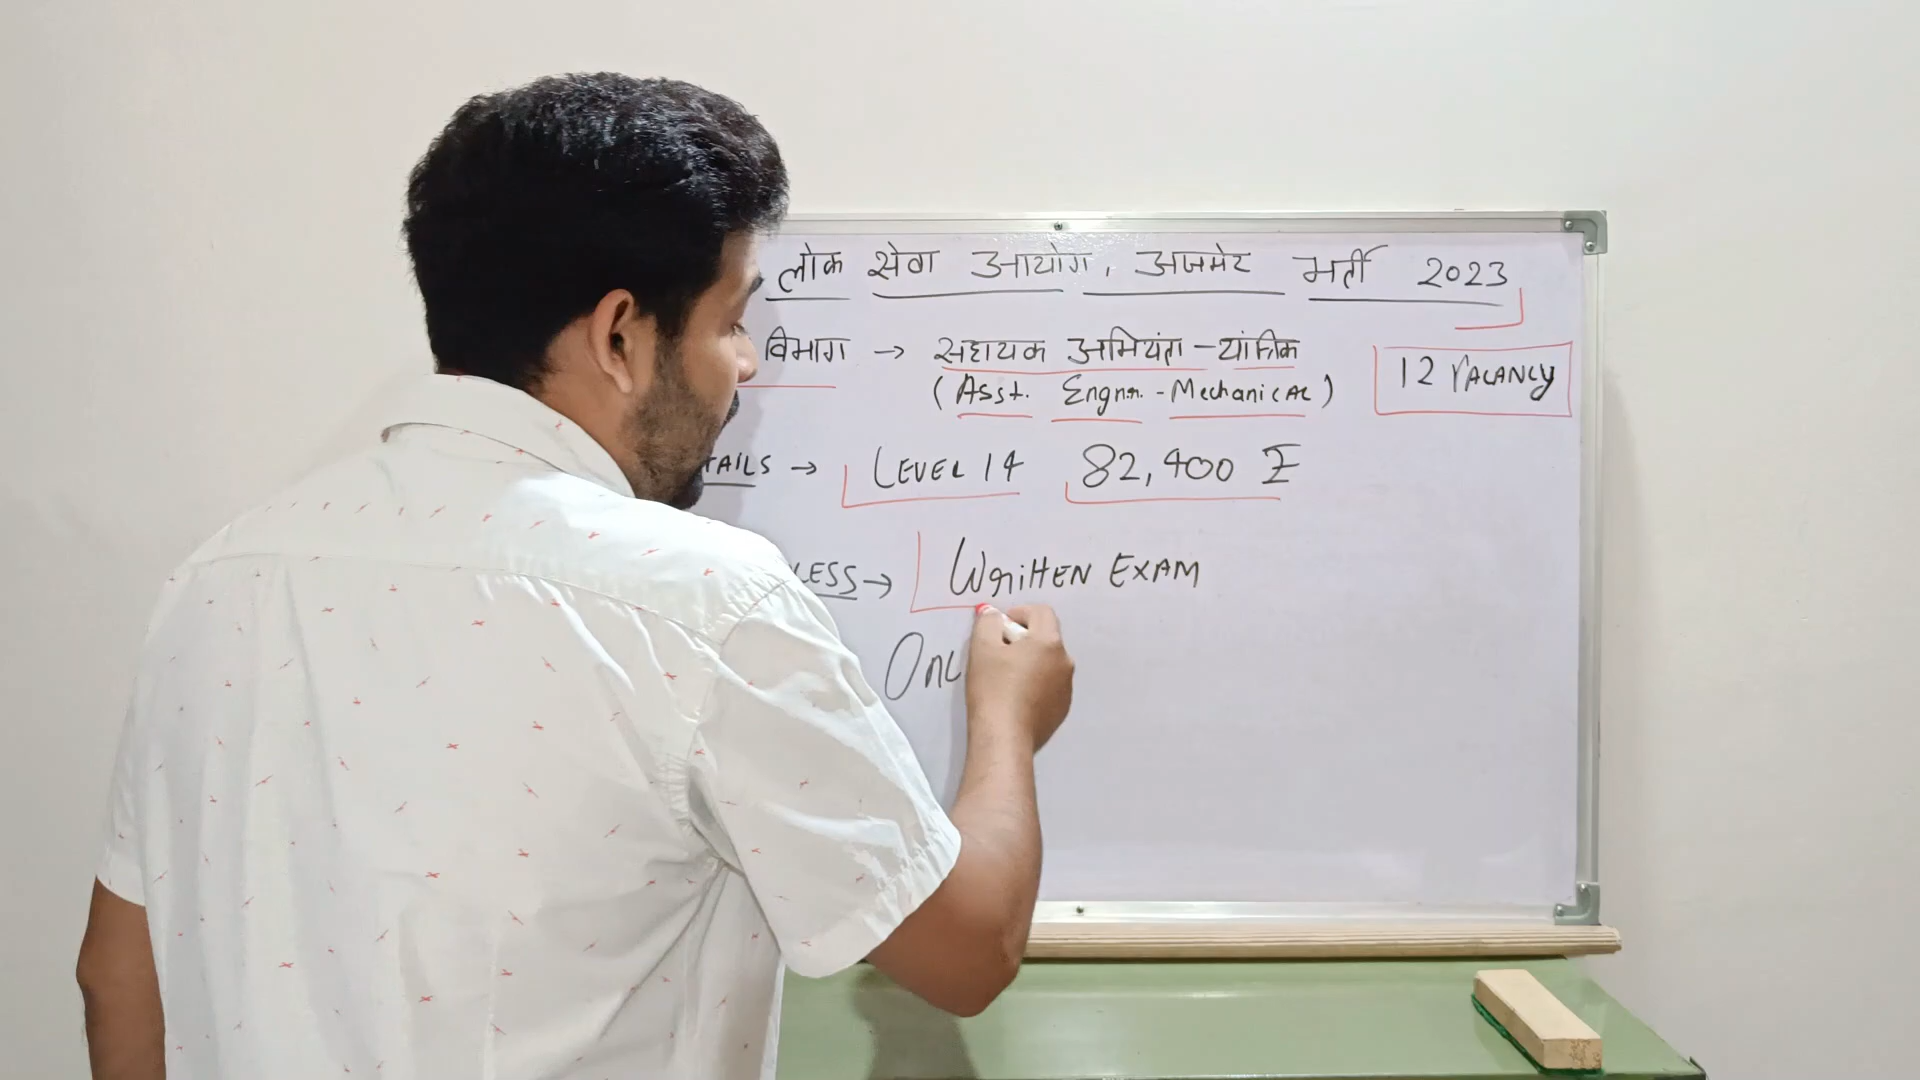 लोक सेवा आयोग, अजमेर भर्ती 2023
विभाग → सहायक अभियंता - यांत्रिक
(Asst. Engnr. - MechanicAL)
12 VACANCY
TAILS → LEVEL 14 82,400 ₹
LESS → WrittEN EXAM
OnL